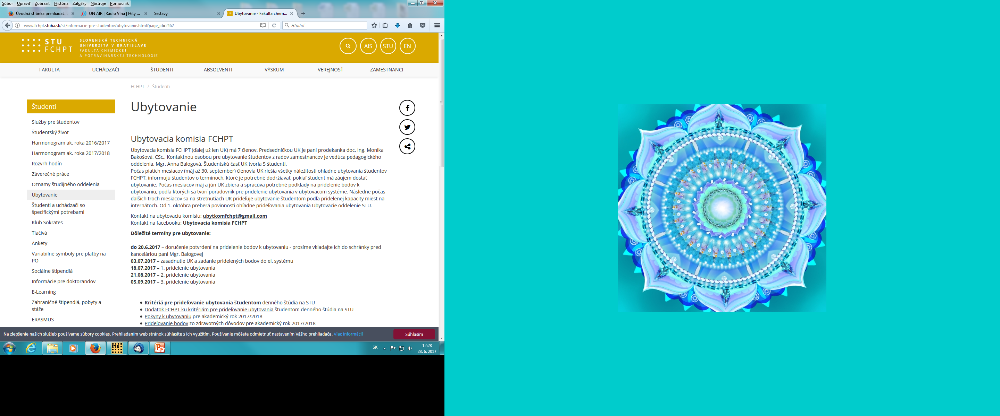 Súbor Upraviť Zobraziť História Záložky Nástroje Pomocník
Úvodná stránka prehliadač...
ON AIR | Rádio Vlna | Hity ...
Sestavy
Ubytovanie - Fakulta chem...
www.fchpt.stuba.sk/sk/informacie-pre-studentov/ubytovanie.html?page_id=2462
Hľadať
STU
FCHPT
SLOVENSKÁ TECHNICKÁ
UNIVERZITA V BRATISLAVE
FAKULTA CHEMICKEJ
A POTRAVINÁRSKEJ TECHNOLÓGIE
AIS STU EN
FAKULTA UCHÁDZAČI ŠTUDENTI ABSOLVENTI VÝSKUM VEREJNOSŤ ZAMESTNANCI
FCHPT / Študenti
Študenti
Služby pre študentov
Študentský život
Harmonogram ak. roka 2016/2017
Harmonogram ak. roka 2017/2018
Rozvrh hodín
Záverečné práce
Oznamy študijného oddelenia
Ubytovanie
Študenti a uchádzači so
špecifickými potrebami
Klub Sokrates
Tlačivá
Ankety
Variabilné symboly pre platby na
PO
Sociálne štipendiá
Informácie pre doktorandov
E-Learning
Zahraničné štipendiá, pobyty a
stáže
ERASMUS
Ubytovanie
Ubytovacia komisia FCHPT
Ubytovacia komisia FCHPT (ďalej už len UK) má 7 členov. Predsedníčkou UK je pani prodekanka doc. Ing. Monika
Bakošová, CSc.. Kontaktnou osobou pre ubytovanie študentov z radov zamestnancov je vedúca pedagogického
oddelenia, Mgr. Anna Balogová. Študentskú časť UK tvoria 5 študenti.
Počas piatich mesiacov (máj až 30. september) členovia UK riešia všetky náležitosti ohľadne ubytovania študentov
FCHPT, informujú študentov o termínoch, ktoré je potrebné dodržiavať, pokiaľ študent má záujem dostať
ubytovanie. Počas mesiacov máj a jún UK zbiera a spracúva potrebné podklady na pridelenie bodov k
ubytovaniu, podľa ktorých sa tvorí poradovník pre pridelenie ubytovania v ubytovacom systéme. Následne počas
ďalších troch mesiacov sa na stretnutiach UK prideľuje ubytovanie študentom podľa pridelenej kapacity miest na
internátoch. Od 1. októbra preberá povinnosti ohľadne prideľovania ubytovania Ubytovacie oddelenie STU.
Kontakt na ubytovaciu komisiu: ubytkomfchpt@gmail.com
Kontakt na facebooku: Ubytovacia komisia FCHPT
Dôležité termíny pre ubytovanie:
do 20.6.2017 – doručenie potvrdení na pridelenie bodov k ubytovaniu - prosíme vkladajte ich do schránky pred
kanceláriou pani Mgr. Balogovej
03.07.2017 – zasadnutie UK a zadanie pridelených bodov do el. systému
18.07.2017 – 1. pridelenie ubytovania
21.08.2017 – 2. pridelenie ubytovania
05.09.2017 – 3. pridelenie ubytovania
• Kritériá pre prideľovanie ubytovania študentom denného štúdia na STU
• Dodatok FCHPT ku kritériám pre prideľovanie ubytovania študentom denného štúdia na STU
• Pokyny k ubytovaniu pre akademický rok 2017/2018
• Prideľovanie bodov zo zdravotných dôvodov pre akademický rok 2017/2018
Na zlepšenie našich služieb používame súbory cookies. Prehliadaním web stránok súhlasíte s ich využitím. Používanie môžete odmietnuť nastavením Vášho prehliadača. Viac informácií
Súhlasím
STU
SK
12:28
28. 6. 2017